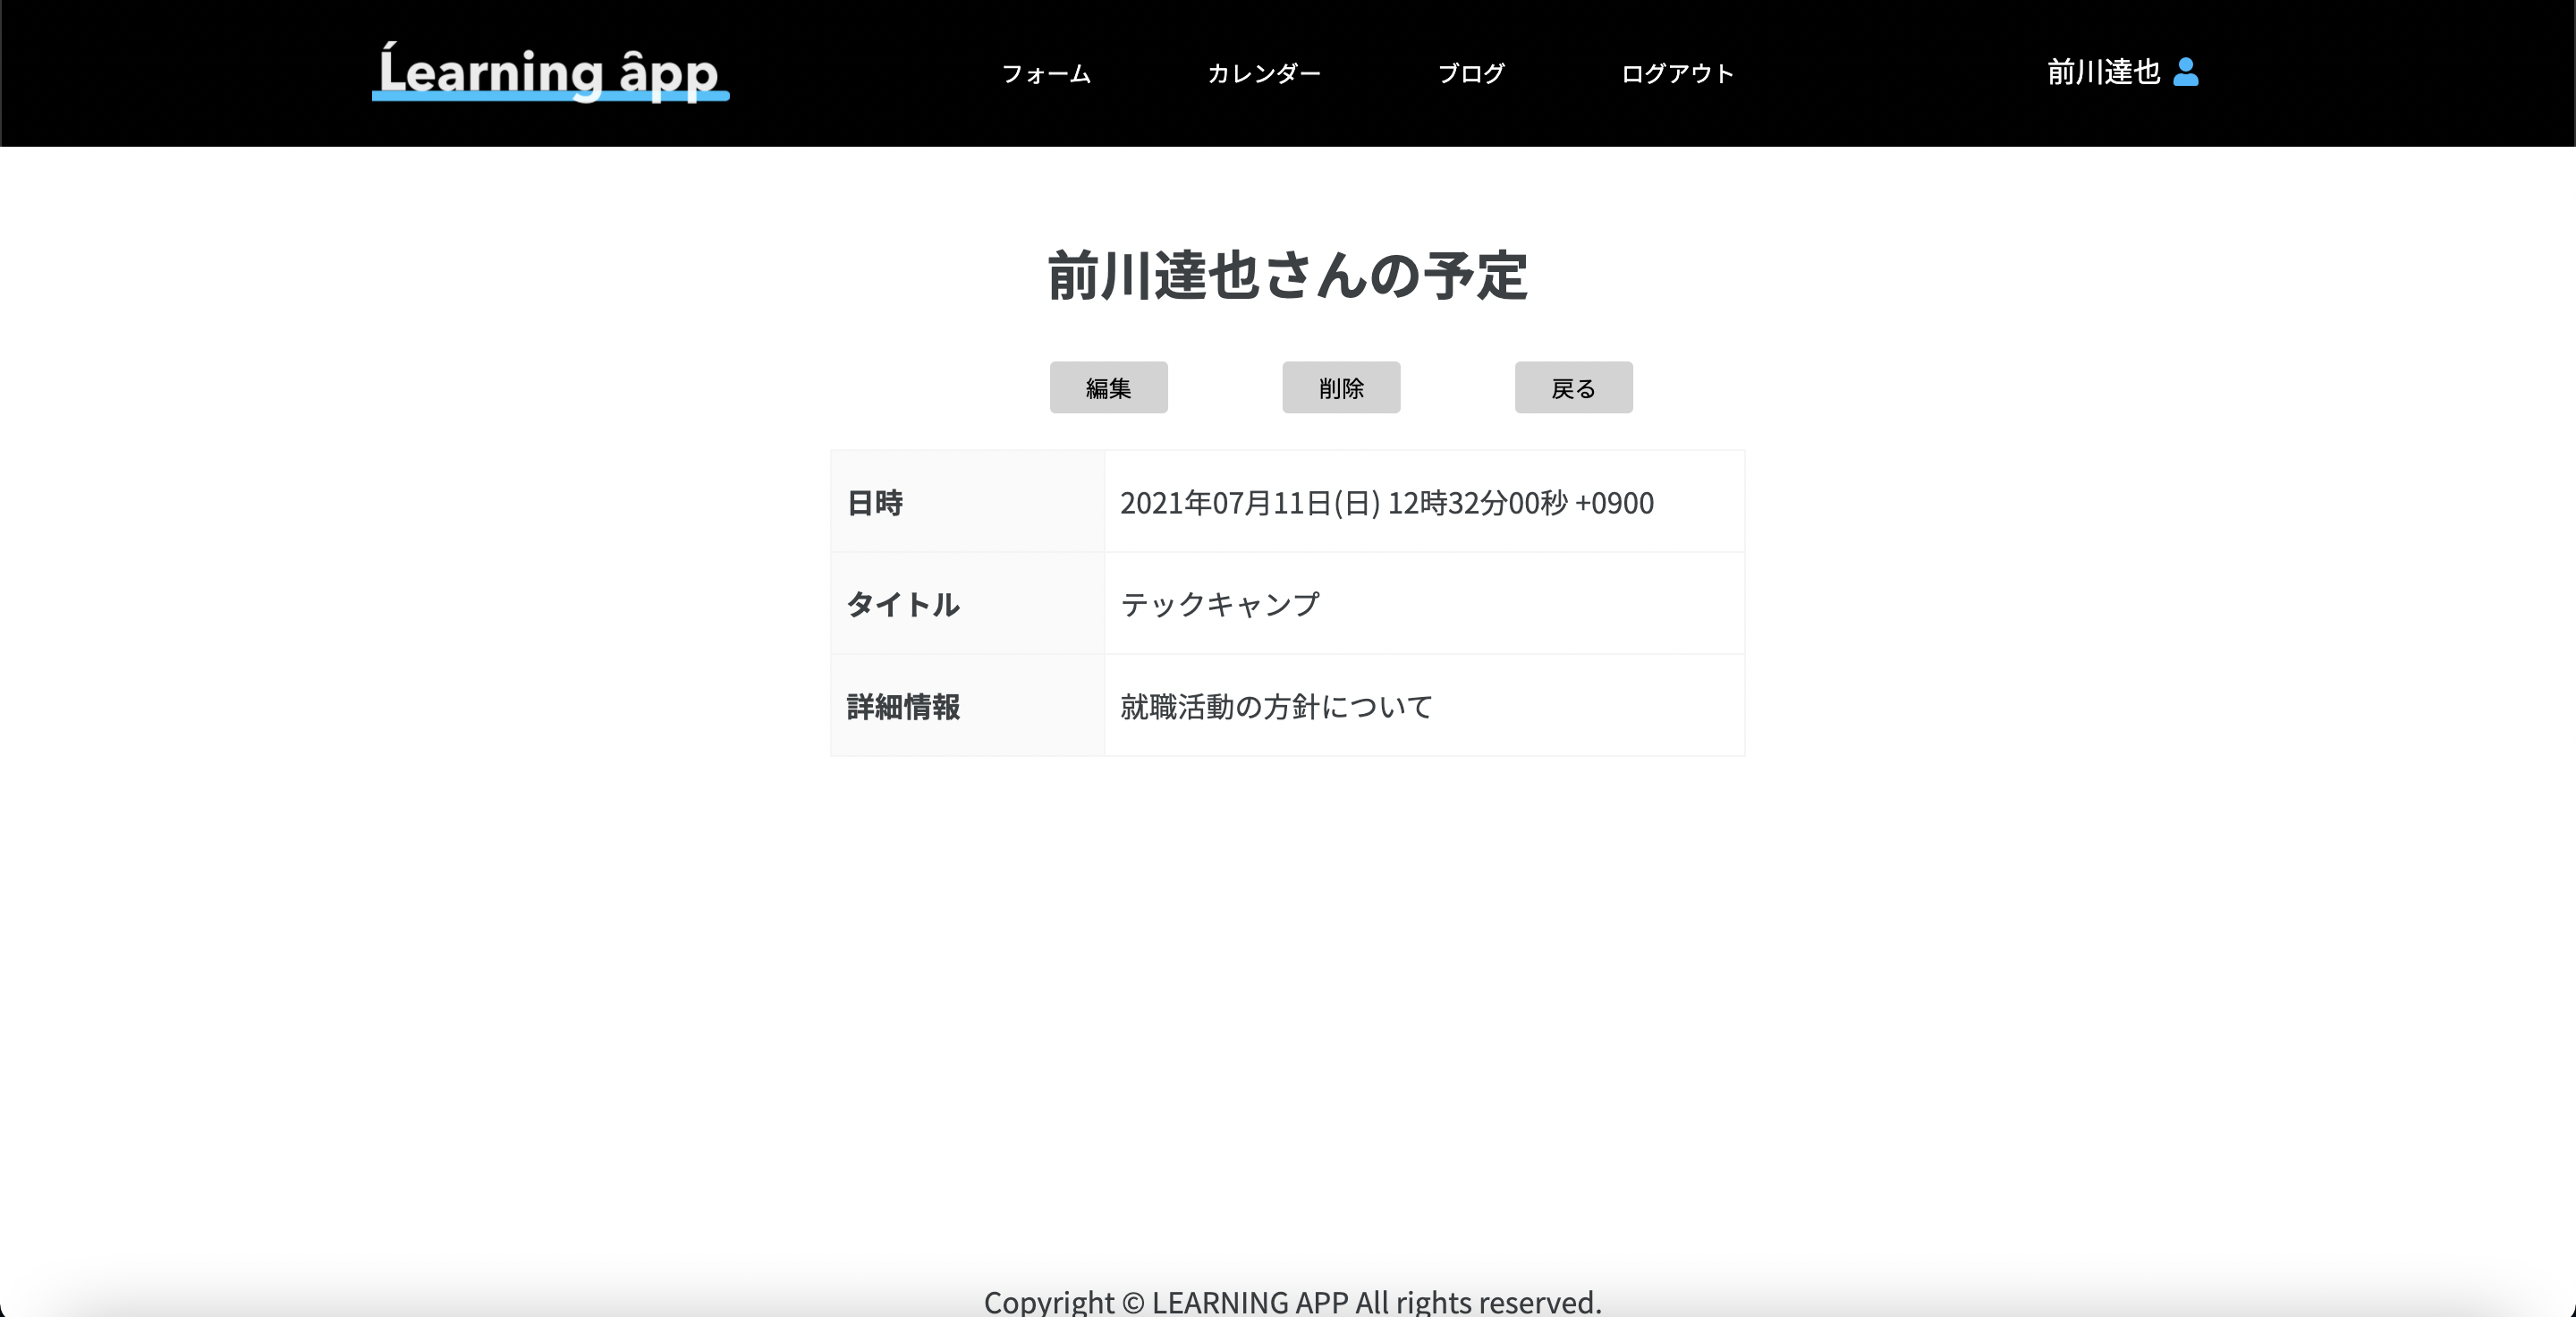 Ĺearning âpp
フォーム カレンダー ブログ ログアウト 前川達也
前川達也さんの予定
編集 削除 戻る
日時 2021年07月11日(日) 12時32分00秒 +0900
タイトル テックキャンプ
詳細情報 就職活動の方針について
Copyright © LEARNING APP All rights reserved.